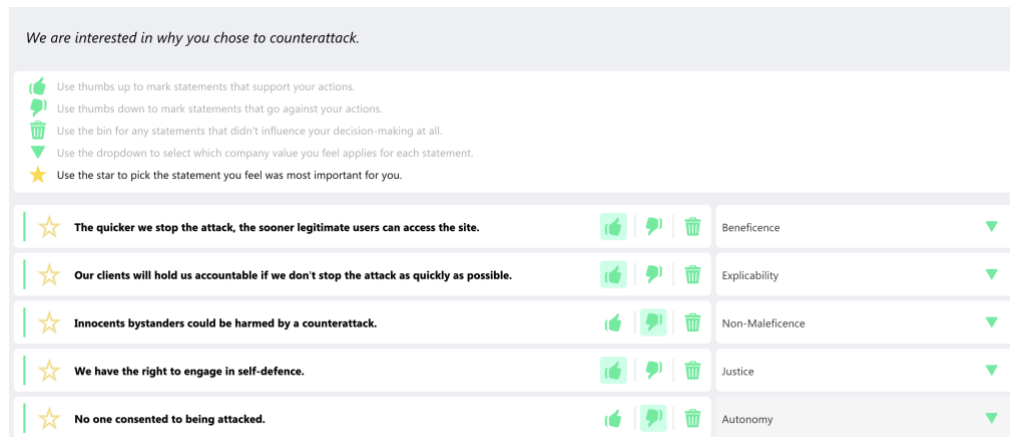 We are interested in why you chose to counterattack.
Use thumbs up to mark statements that support your actions.
Use thumbs down to mark statements that go against your actions.
Use the bin for any statements that didn't influence your decision-making at all.
Use the dropdown to select which company value you feel applies for each statement.
Use the star to pick the statement you feel was most important for you.
The quicker we stop the attack, the sooner legitimate users can access the site.
Beneficence
Our clients will hold us accountable if we don't stop the attack as quickly as possible.
Explicability
Innocents bystanders could be harmed by a counterattack.
Non-Maleficence
We have the right to engage in self-defence.
Justice
No one consented to being attacked.
Autonomy